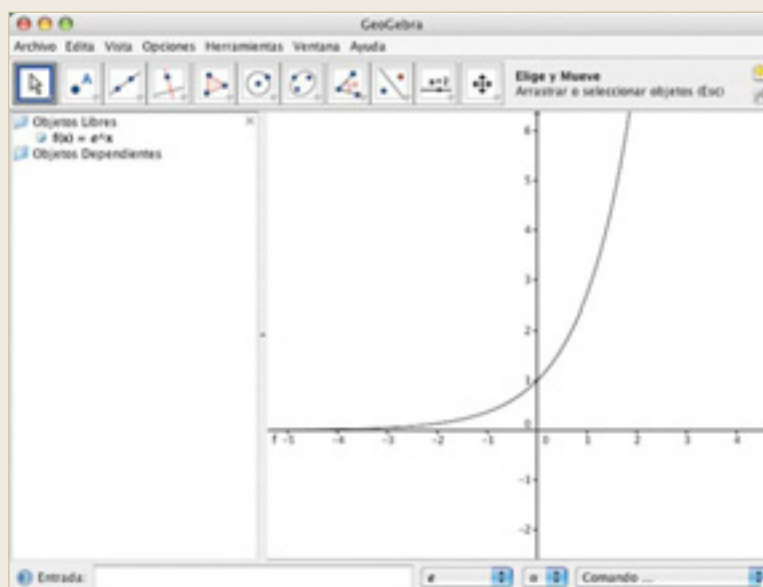 GeoGebra
Archivo Edita Vista Opciones Herramientas Ventana Ayuda
A
a=2
Elige y Mueve
Arrastrar o seleccionar objetos (Esc)
Objetos Libres
f(x) = e^x
Objetos Dependientes
6
5
4
3
2
1
0
f -5 -4 -3 -2 -1 0 1 2 3 4
-1
-2
Entrada:
e
α
Comando ...